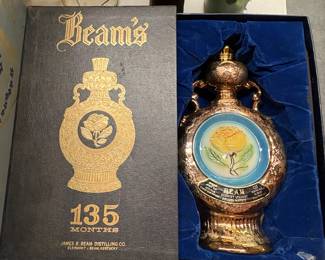 Beam's
135
MONTHS
JAMES B. BEAM DISTILLING CO.
CLERMONT - BEAM, KENTUCKY
BEAM